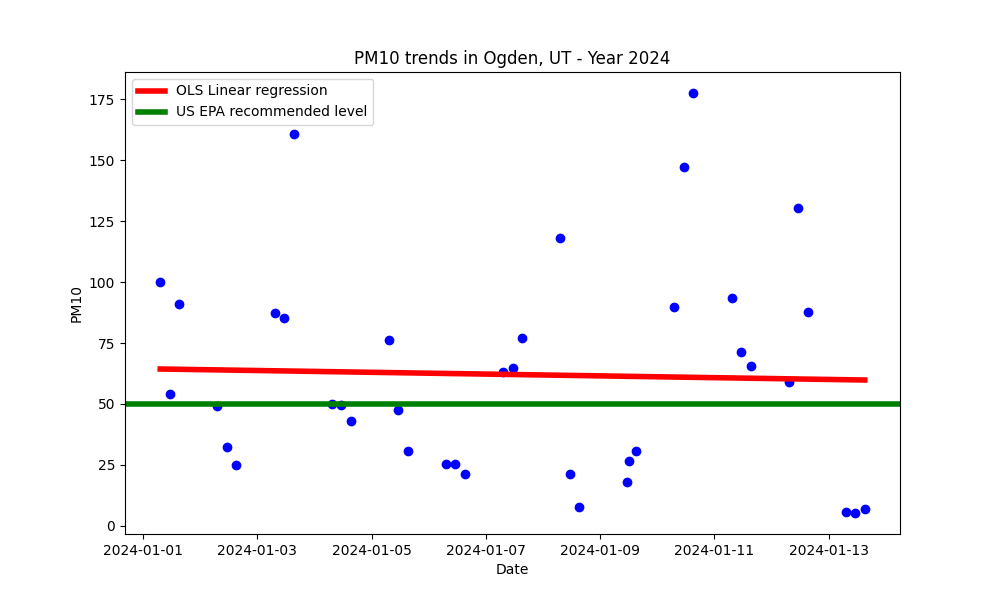 PM10 trends in Ogden, UT - Year 2024
OLS Linear regression
US EPA recommended level
175
150
125
100
75
50
25
0
PM10
2024-01-01 2024-01-03 2024-01-05 2024-01-07 2024-01-09 2024-01-11 2024-01-13
Date